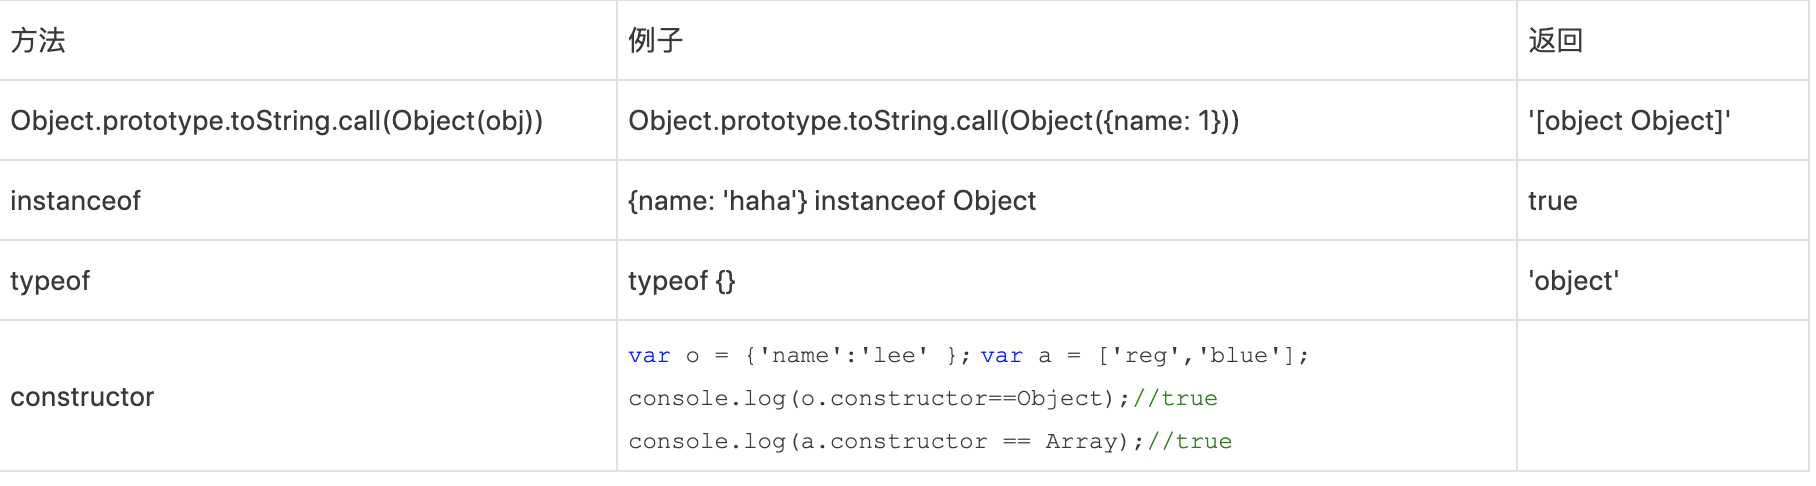 方法 例子 返回
Object.prototype.toString.call(Object(obj)) Object.prototype.toString.call(Object({name: 1})) '[object Object]'
instanceof {name: 'haha'} instanceof Object true
typeof typeof {} 'object'
constructor
var o = {'name':'lee' }; var a = ['reg','blue'];
console.log(o.constructor==Object);//true
console.log(a.constructor == Array);//true